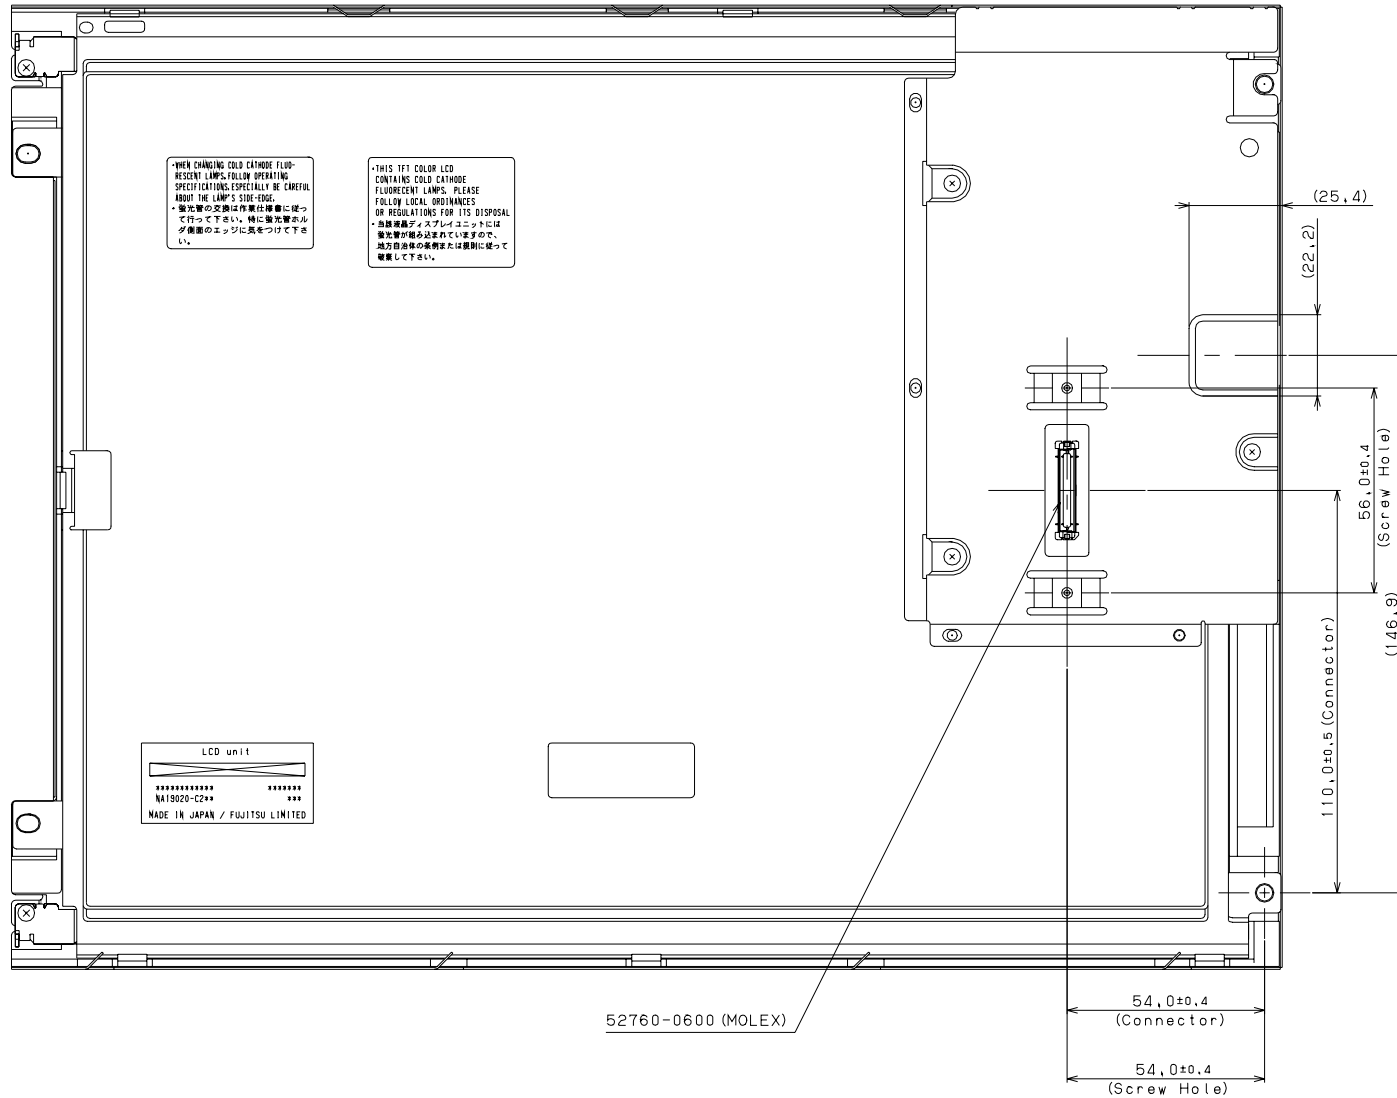 ・WHEN CHANGING COLD CATHODE FLUO-
RESCENT LAMPS,FOLLOW OPERATING
SPECIFICATIONS,ESPECIALLY BE CAREFUL
ABOUT THE LAMP'S SIDE-EDGE.
・蛍光管の交換は作業仕様書に従っ
て行って下さい。特に蛍光管ホル
ダ側面のエッジに気をつけて下さ
い。
・THIS TFT COLOR LCD
CONTAINS COLD CATHODE
FLUORECENT LAMPS. PLEASE
FOLLOW LOCAL ORDINANCES
OR REGULATIONS FOR ITS DISPOSAL
・当該液晶ディスプレイユニットには
蛍光管が組み込まれていますので、
地方自治体の条例または規則に従って
破棄して下さい。
(25,4)
(22,2)
56,0±0,4
(Screw Hole)
(146,9)
110,0±0,5 (Connector)
LCD unit
*********** *******
NA19020-C2** ***
MADE IN JAPAN / FUJITSU LIMITED
52760-0600 (MOLEX)
54,0±0,4
(Connector)
54,0±0,4
(Screw Hole)